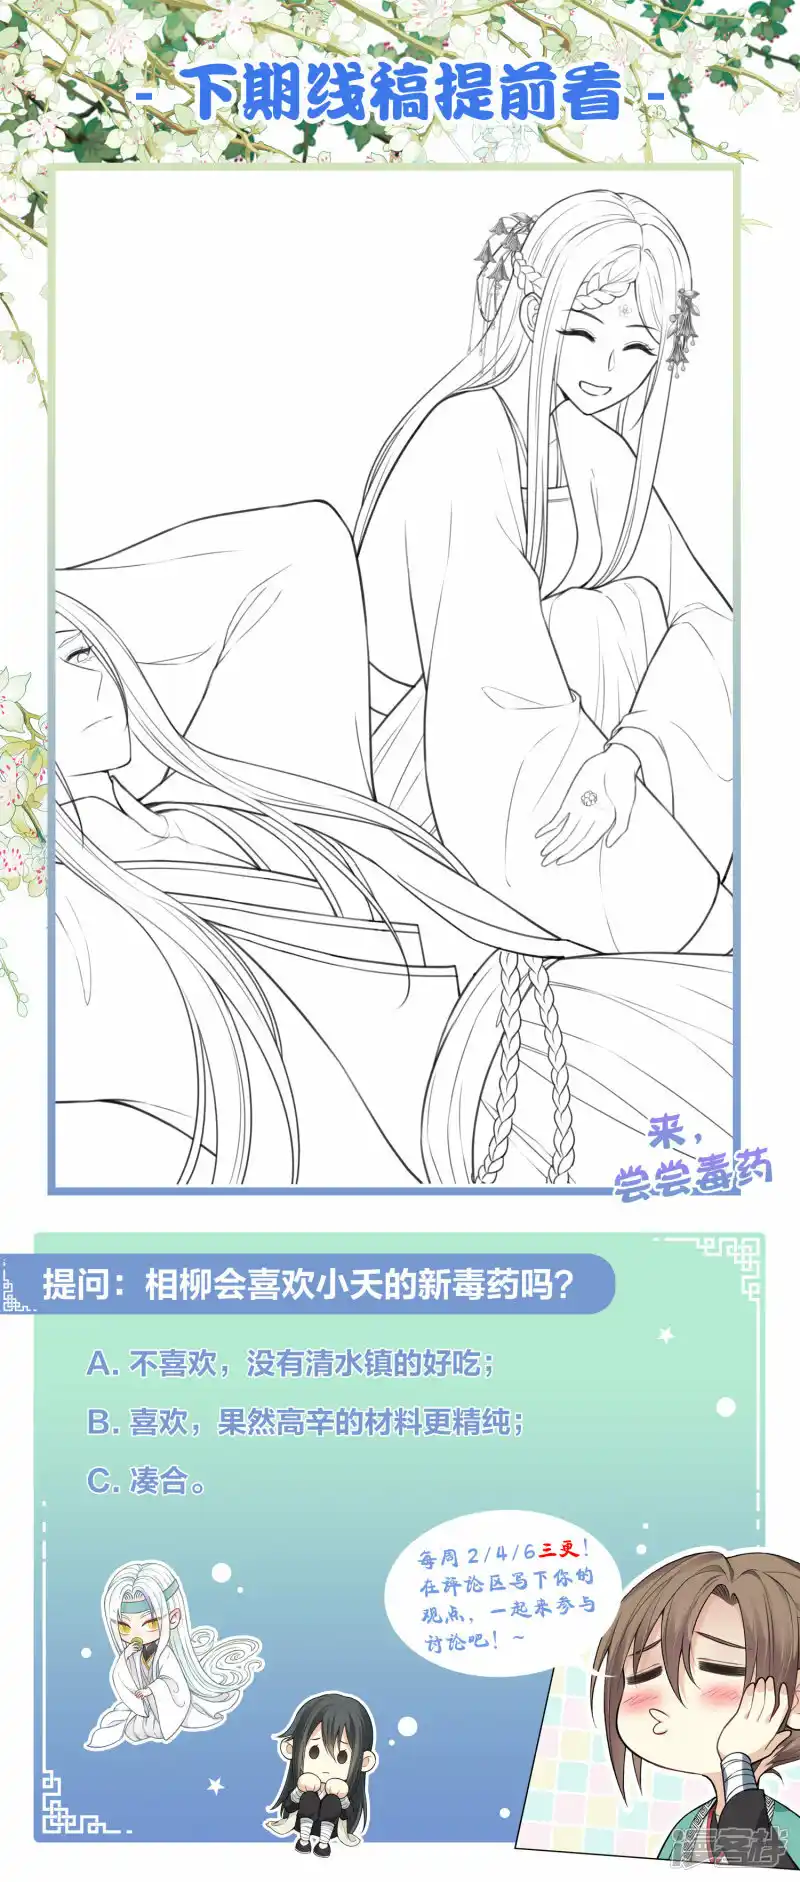 - 下期线稿提前看 -
来，
尝尝毒药
提问：相柳会喜欢小夭的新毒药吗？
A. 不喜欢，没有清水镇的好吃；
B. 喜欢，果然高辛的材料更精纯；
C. 凑合。
每周 2/4/6三更！
在评论区写下你的
观点，一起来参与
讨论吧！~
漫客栈